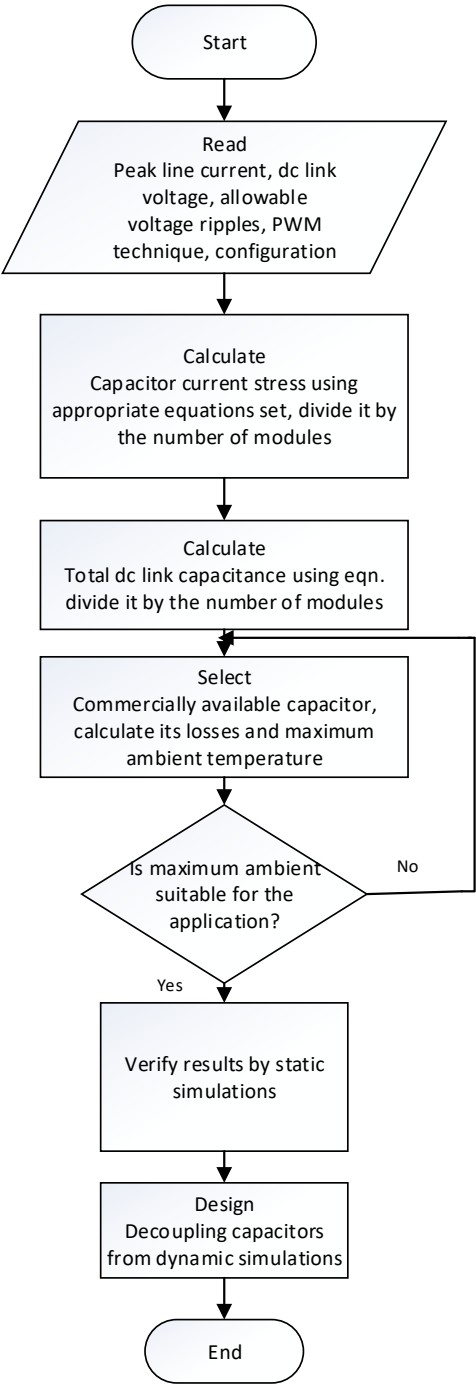 Start
Read
Peak line current, dc link
voltage, allowable
voltage ripples, PWM
technique, configuration
Calculate
Capacitor current stress using
appropriate equations set, divide it by
the number of modules
Calculate
Total dc link capacitance using eqn.
divide it by the number of modules
Select
Commercially available capacitor,
calculate its losses and maximum
ambient temperature
Is maximum ambient
suitable for the
application?
No
Yes
Verify results by static
simulations
Design
Decoupling capacitors
from dynamic simulations
End